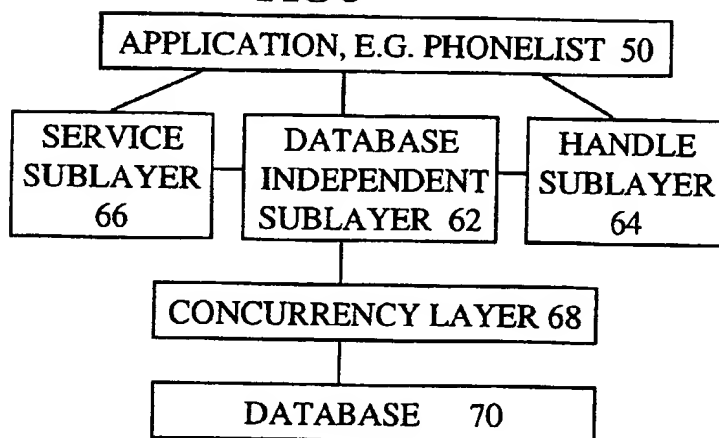 APPLICATION, E.G. PHONELIST 50
SERVICE
SUBLAYER
66
DATABASE
INDEPENDENT
SUBLAYER 62
HANDLE
SUBLAYER
64
CONCURRENCY LAYER 68
DATABASE 70